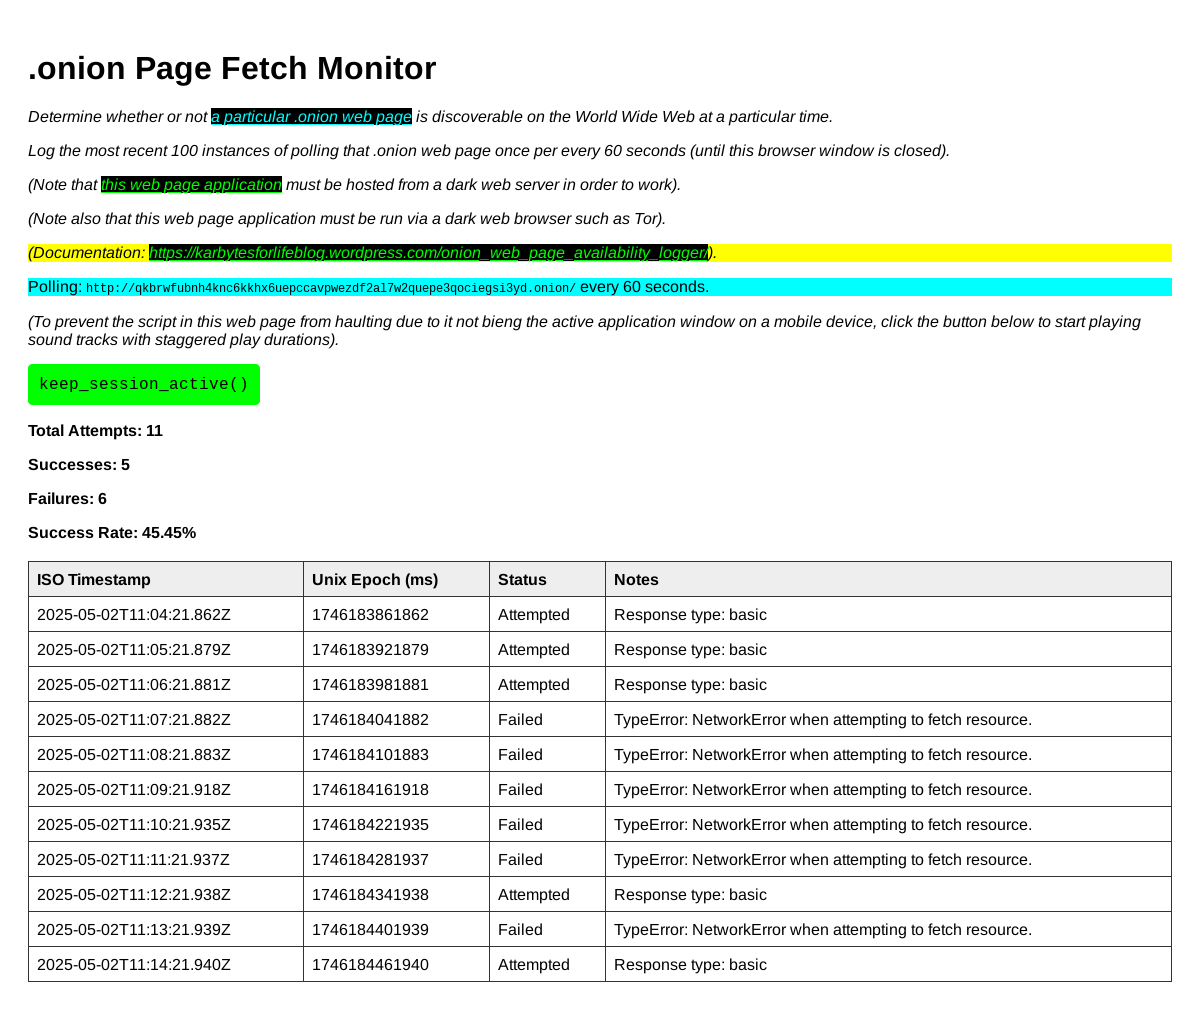 .onion Page Fetch Monitor
Determine whether or not a particular .onion web page is discoverable on the World Wide Web at a particular time.
Log the most recent 100 instances of polling that .onion web page once per every 60 seconds (until this browser window is closed).
(Note that this web page application must be hosted from a dark web server in order to work).
(Note also that this web page application must be run via a dark web browser such as Tor).
(Documentation: https://karbytesforlifeblog.wordpress.com/onion_web_page_availability_logger/).
Polling: http://qkbrwfubnh4knc6kkhx6uepccavpwezdf2al7w2quepe3qociegsi3yd.onion/ every 60 seconds.
(To prevent the script in this web page from haulting due to it not bieng the active application window on a mobile device, click the button below to start playing
sound tracks with staggered play durations).
keep_session_active()
Total Attempts: 11
Successes: 5
Failures: 6
Success Rate: 45.45%
ISO Timestamp Unix Epoch (ms) Status Notes
2025-05-02T11:04:21.862Z 1746183861862 Attempted Response type: basic
2025-05-02T11:05:21.879Z 1746183921879 Attempted Response type: basic
2025-05-02T11:06:21.881Z 1746183981881 Attempted Response type: basic
2025-05-02T11:07:21.882Z 1746184041882 Failed TypeError: NetworkError when attempting to fetch resource.
2025-05-02T11:08:21.883Z 1746184101883 Failed TypeError: NetworkError when attempting to fetch resource.
2025-05-02T11:09:21.918Z 1746184161918 Failed TypeError: NetworkError when attempting to fetch resource.
2025-05-02T11:10:21.935Z 1746184221935 Failed TypeError: NetworkError when attempting to fetch resource.
2025-05-02T11:11:21.937Z 1746184281937 Failed TypeError: NetworkError when attempting to fetch resource.
2025-05-02T11:12:21.938Z 1746184341938 Attempted Response type: basic
2025-05-02T11:13:21.939Z 1746184401939 Failed TypeError: NetworkError when attempting to fetch resource.
2025-05-02T11:14:21.940Z 1746184461940 Attempted Response type: basic